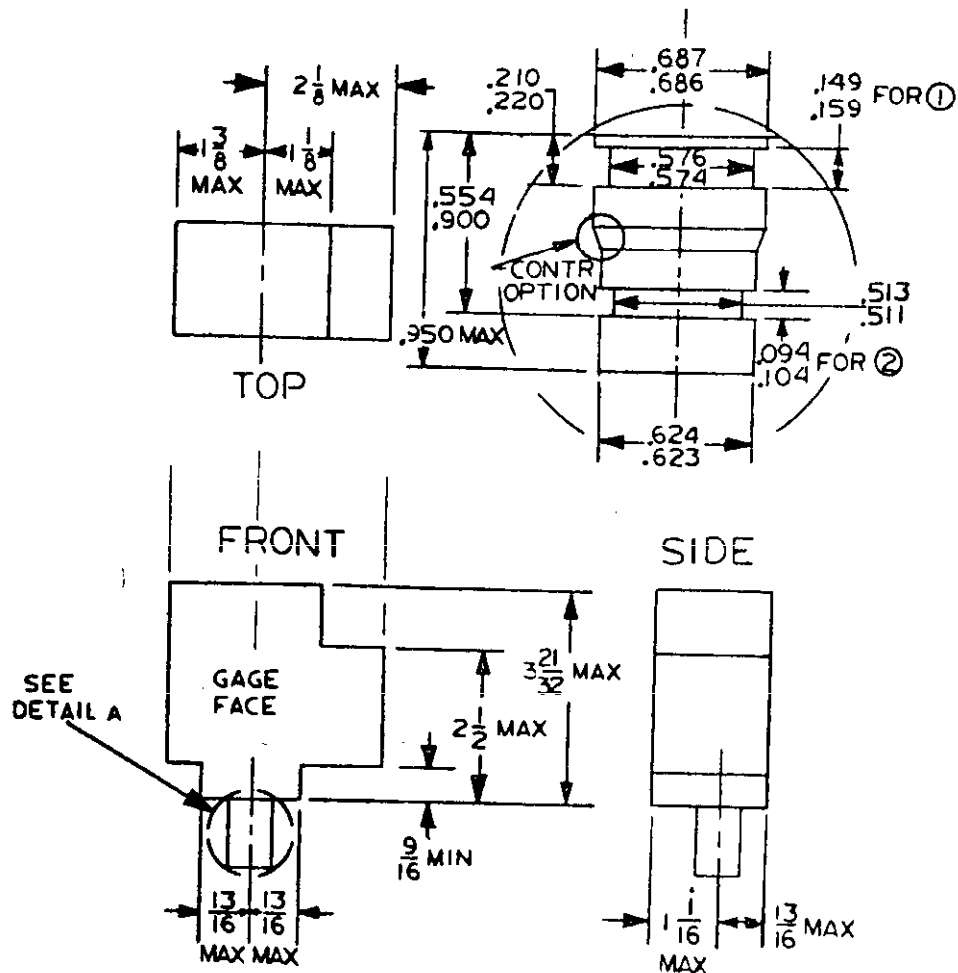 2 1/8 MAX
1 3/8 MAX
1 1/8 MAX
TOP
.687
.686
.210
.220
.149
.159 FOR ①
.576
.574
.554
.900
CONTR
OPTION
.513
.511
.950 MAX
.094
.104 FOR ②
.624
.623
FRONT
SIDE
GAGE
FACE
SEE
DETAIL A
3 21/32 MAX
2 1/2 MAX
9/16 MIN
13/16 MAX
13/16 MAX
1 1/16 MAX
13/16 MAX